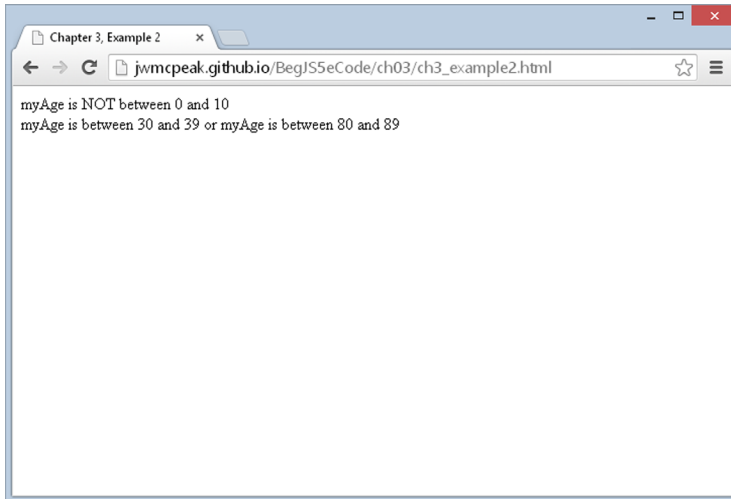 Chapter 3, Example 2
jwmcpeak.github.io/BegJS5eCode/ch03/ch3_example2.html
myAge is NOT between 0 and 10
myAge is between 30 and 39 or myAge is between 80 and 89